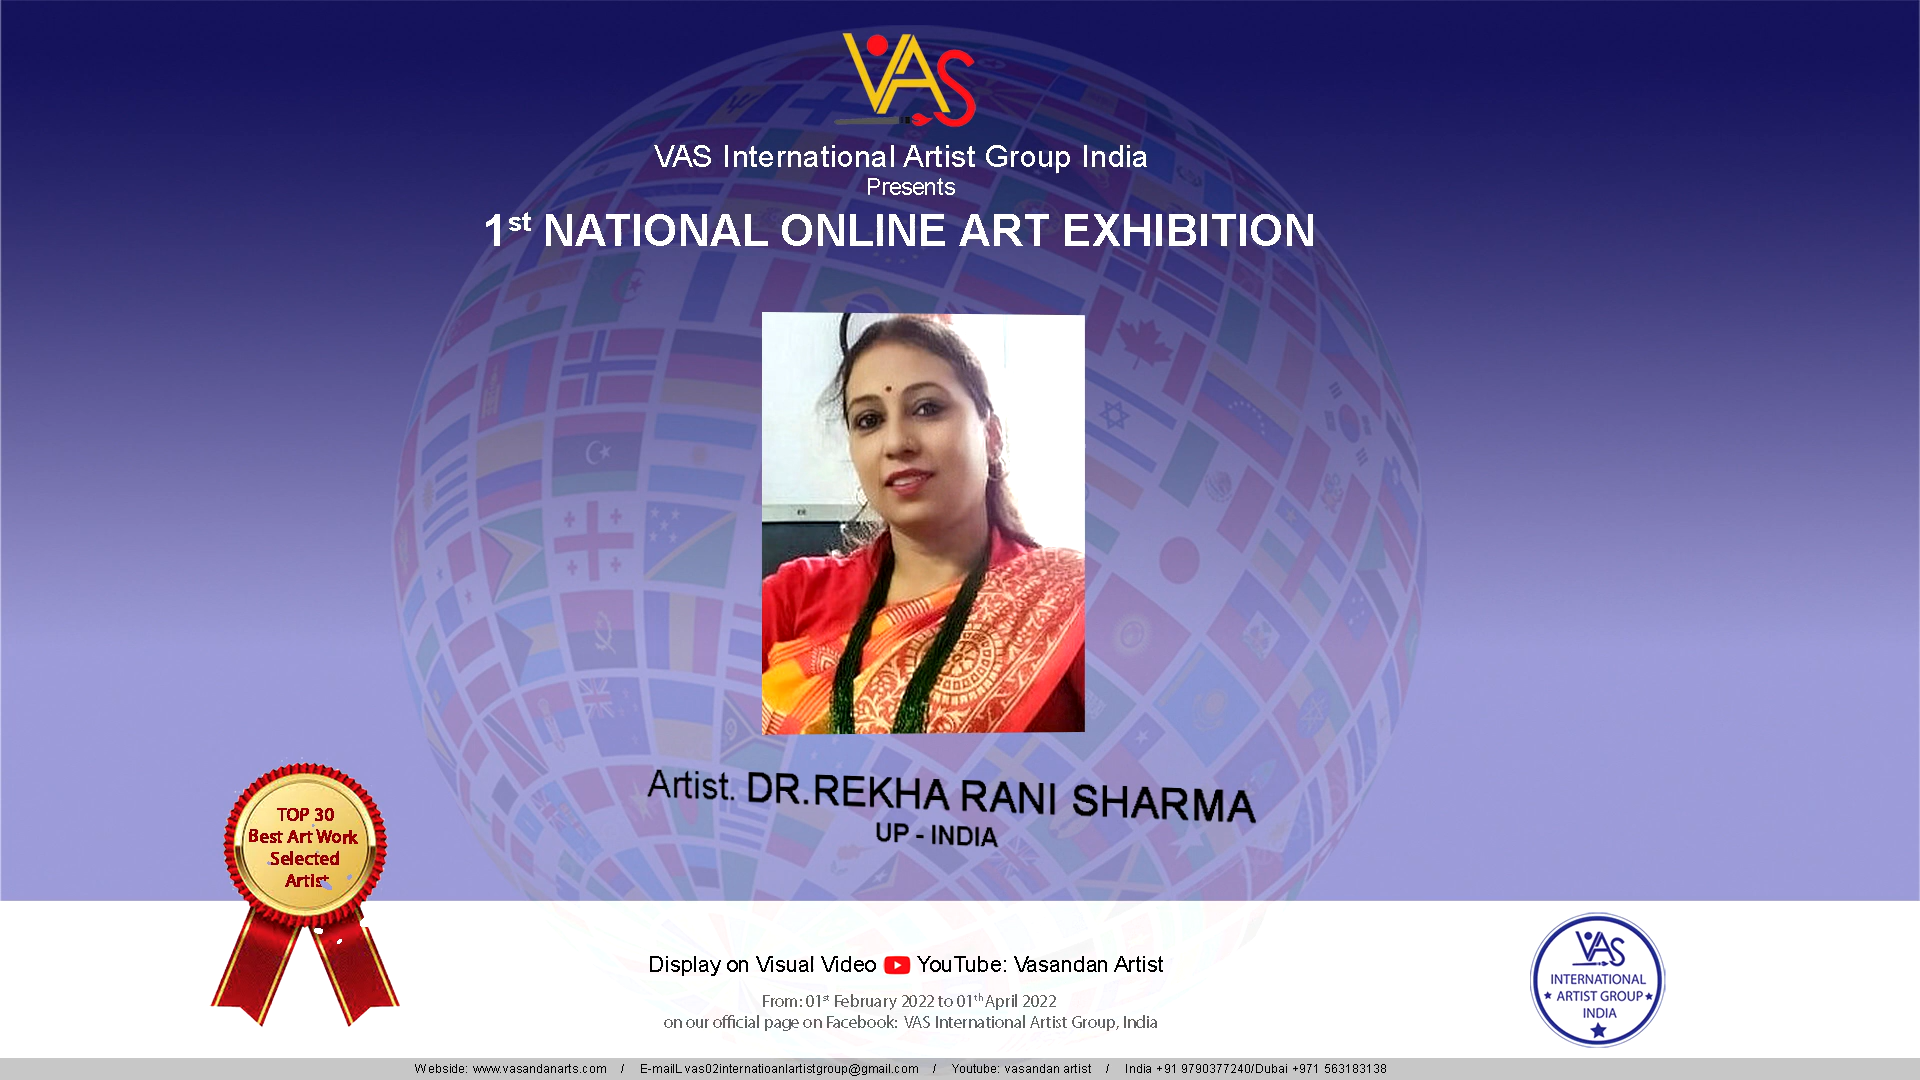 VAS
VAS International Artist Group India
Presents
1st NATIONAL ONLINE ART EXHIBITION
Artist. DR.REKHA RANI SHARMA
UP - INDIA
TOP 30
Best Art Work
Selected
Artist
Display on Visual Video YouTube: Vasandan Artist
From: 01st February 2022 to 01th April 2022
on our official page on Facebook: VAS International Artist Group, India
VAS
INTERNATIONAL
ARTIST GROUP
INDIA
Webside: www.vasandanarts.com / E-mailL vas02internatioanlartistgroup@gmail.com / Youtube: vasandan artist / India +91 9790377240/Dubai +971 563183138